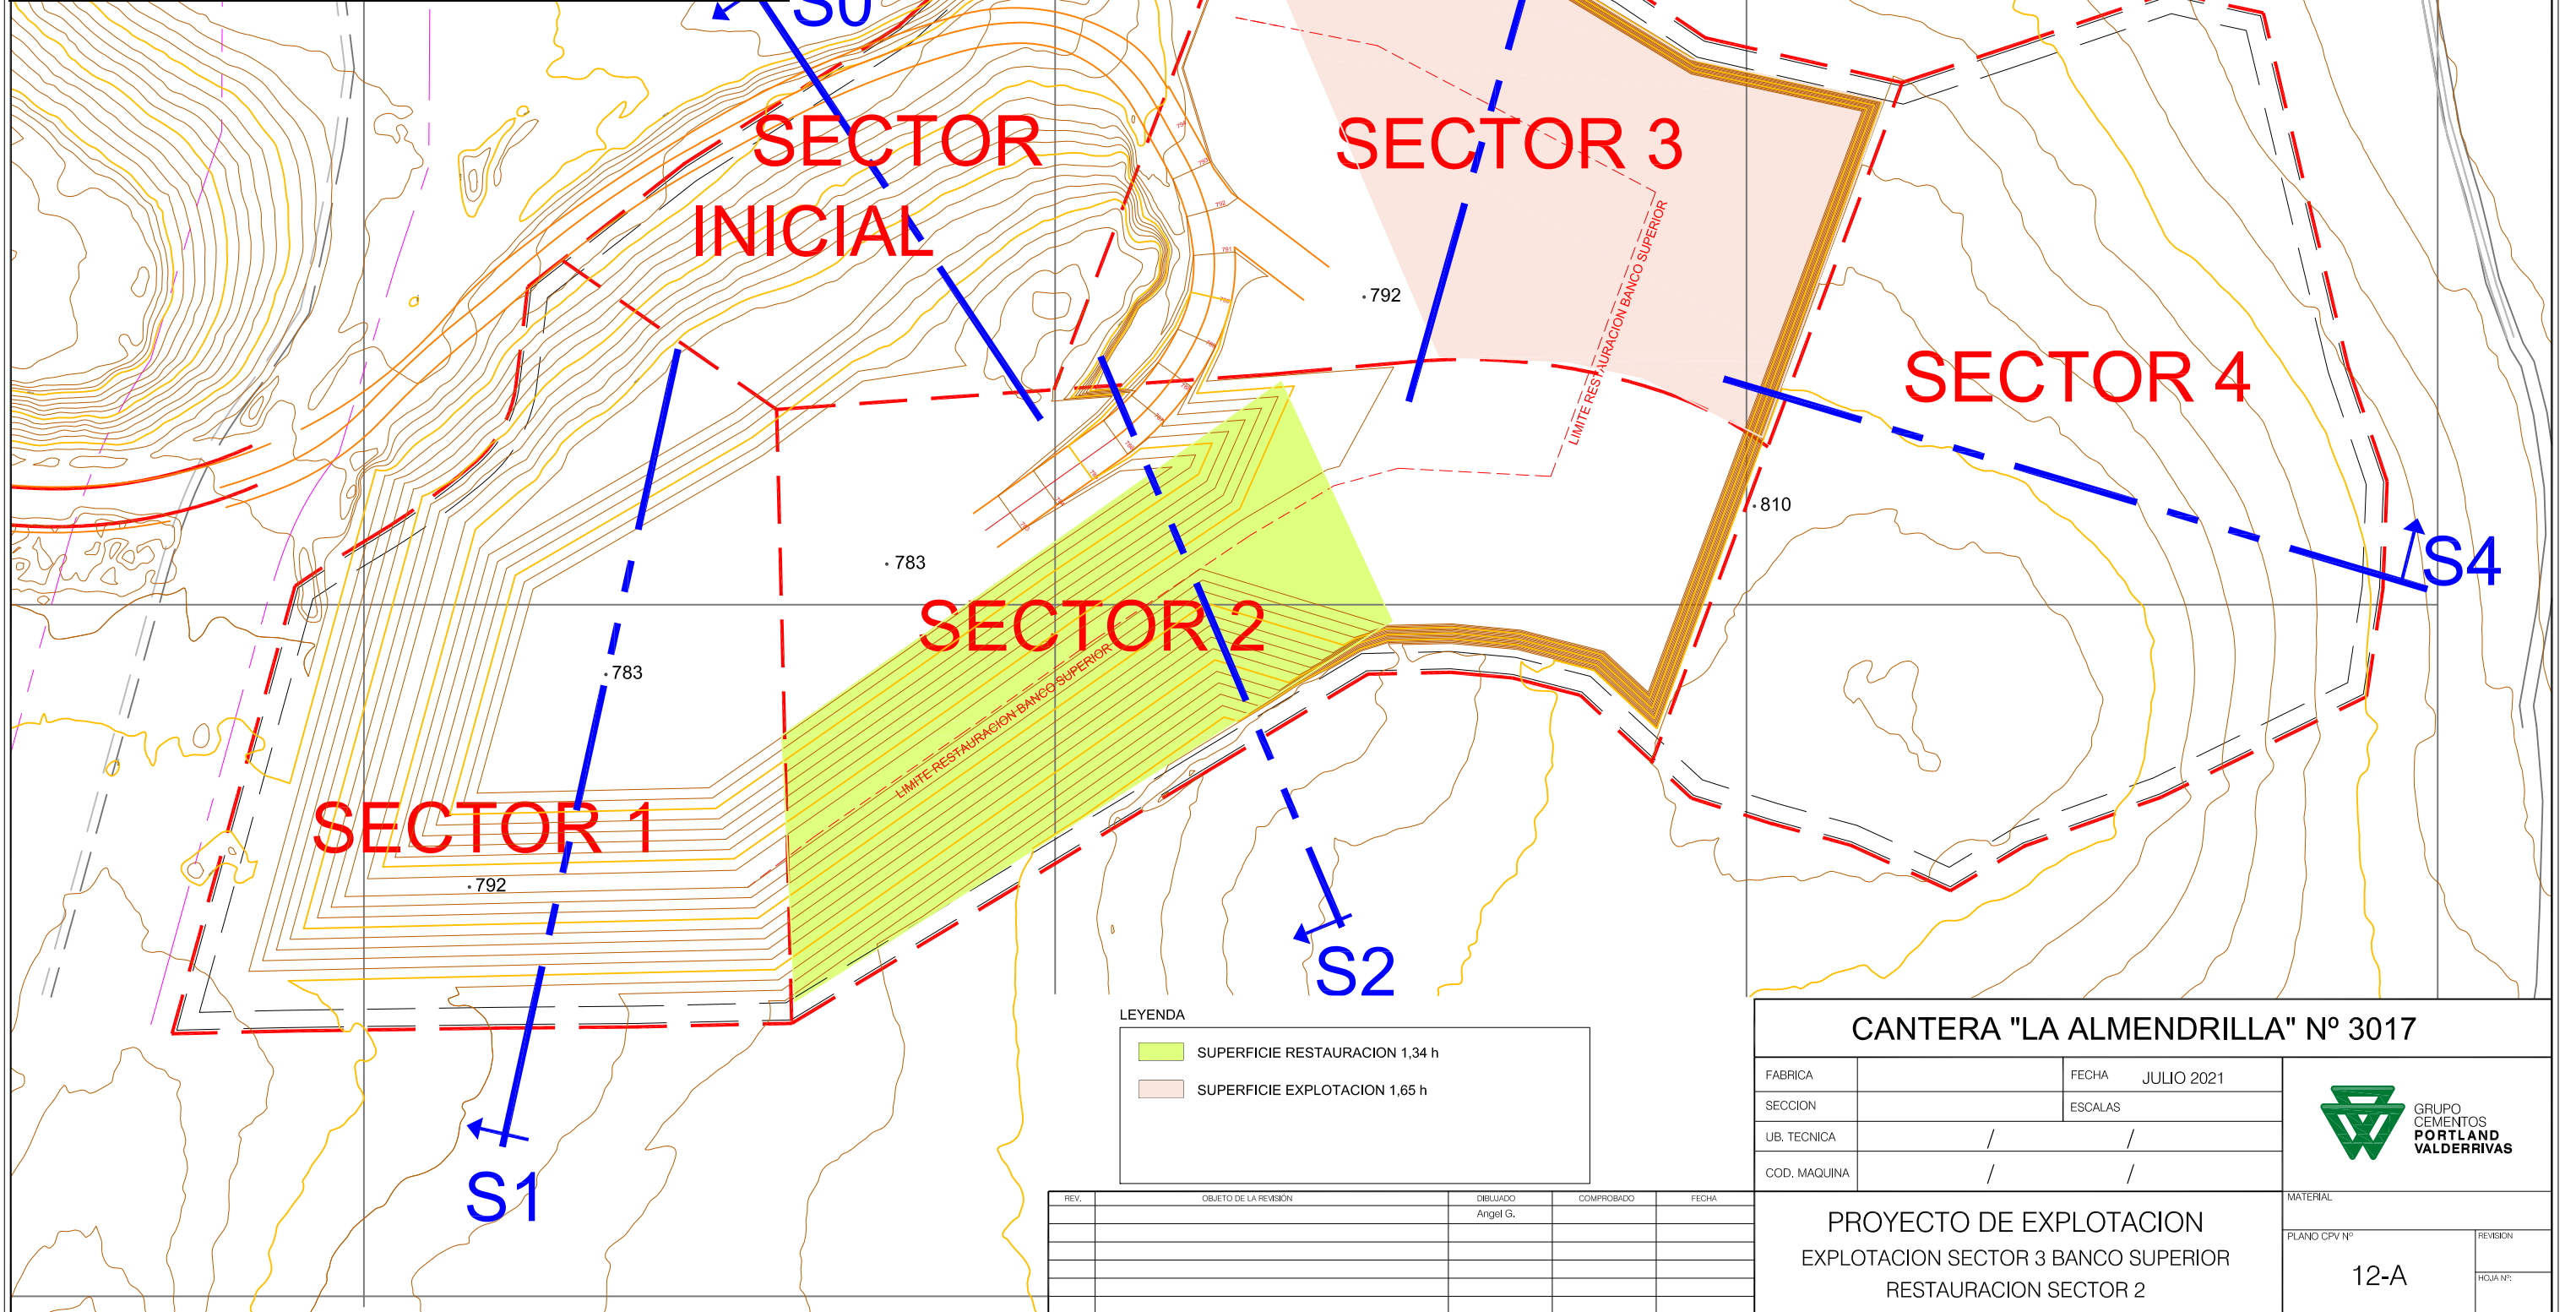 S0
SECTOR
INICIAL
SECTOR 3
SECTOR 4
792
791
792
LIMITE RESTAURACION BANCO SUPERIOR
810
S4
783
SECTOR 2
783
LIMITE RESTAURACION BANCO SUPERIOR
SECTOR 1
792
S2
S1
LEYENDA
SUPERFICIE RESTAURACION 1,34 h
SUPERFICIE EXPLOTACION 1,65 h
CANTERA "LA ALMENDRILLA" Nº 3017
FABRICA
FECHA JULIO 2021
SECCION
ESCALAS
UB. TECNICA / /
COD. MAQUINA / /
GRUPO
CEMENTOS
PORTLAND
VALDERRIVAS
REV. OBJETO DE LA REVISIÓN DIBUJADO COMPROBADO FECHA
Angel G.
PROYECTO DE EXPLOTACION
EXPLOTACION SECTOR 3 BANCO SUPERIOR
RESTAURACION SECTOR 2
MATERIAL
PLANO CPV Nº
12-A
REVISION
HOJA Nº: